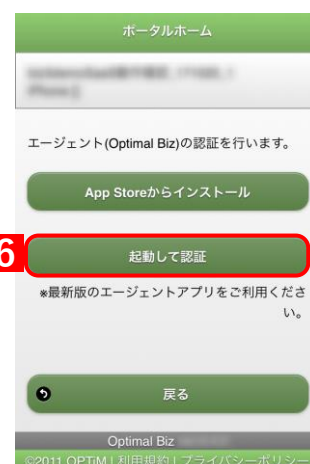 ポータルホーム
エージェント(Optimal Biz)の認証を行います。
App Storeからインストール
6
起動して認証
*最新版のエージェントアプリをご利用くださ
い。
戻る
Optimal Biz
©2011 OPTiM | 利用規約 | プライバシーポリシー